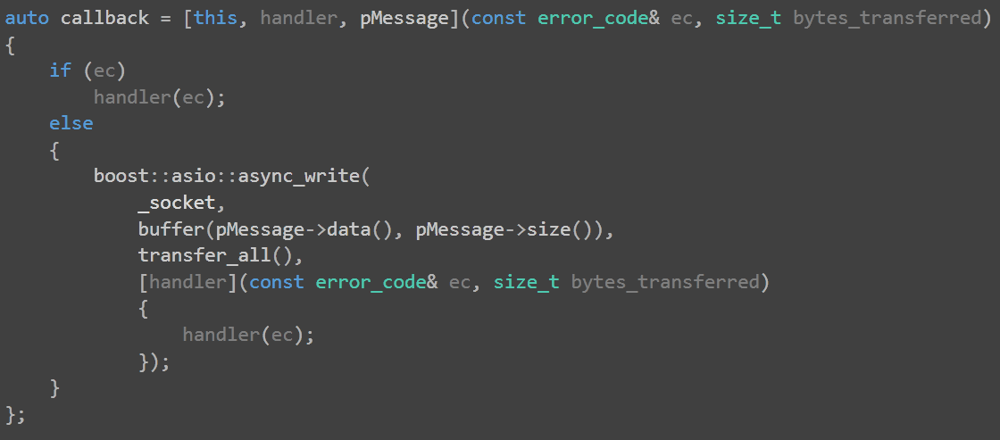 auto callback = [this, handler, pMessage](const error_code& ec, size_t bytes_transferred)
{
    if (ec)
        handler(ec);
    else
    {
        boost::asio::async_write(
            _socket,
            buffer(pMessage->data(), pMessage->size()),
            transfer_all(),
            [handler](const error_code& ec, size_t bytes_transferred)
            {
                handler(ec);
            });
    }
};